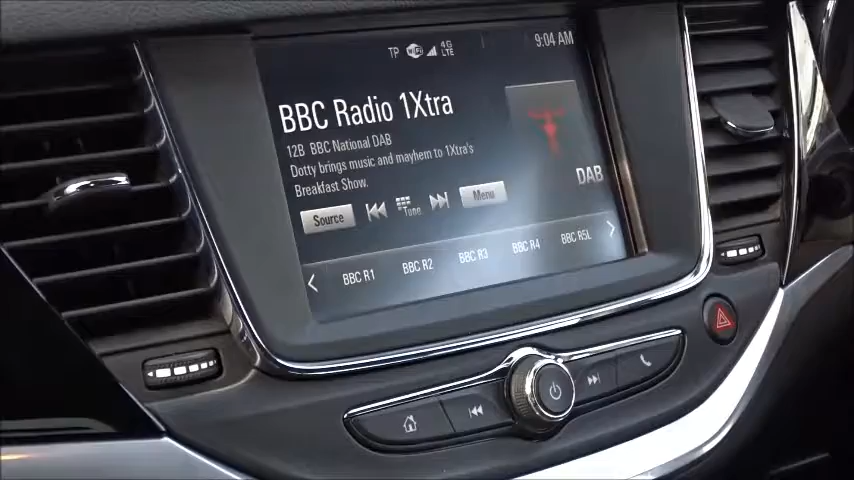 TP WiFi 4G LTE 9:04 AM
BBC Radio 1Xtra
12B BBC National DAB
Dotty brings music and mayhem to 1Xtra's
Breakfast Show.
DAB
Source Tune Menu
BBC R1 BBC R2 BBC R3 BBC R4 BBC R5L